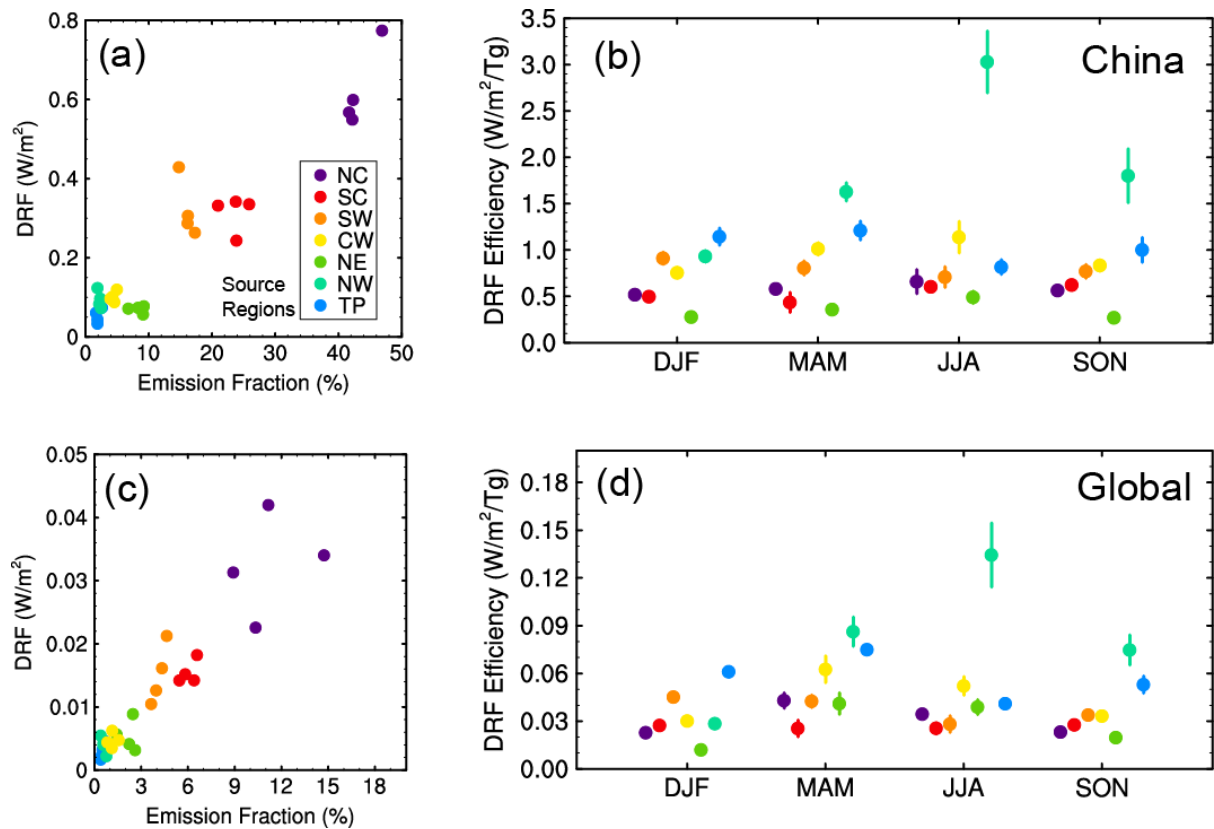 (a)
DRF (W/m²)
0.8
0.6
0.4
0.2
0
0 10 20 30 40 50
Emission Fraction (%)
NC
SC
SW
CW
NE
NW
TP
Source
Regions
(b)
China
DRF Efficiency (W/m²/Tg)
3.5
3.0
2.5
2.0
1.5
1.0
0.5
0.0
DJF MAM JJA SON
(c)
DRF (W/m²)
0.05
0.04
0.03
0.02
0.01
0
0 3 6 9 12 15 18
Emission Fraction (%)
(d)
Global
DRF Efficiency (W/m²/Tg)
0.18
0.15
0.12
0.09
0.06
0.03
0.00
DJF MAM JJA SON